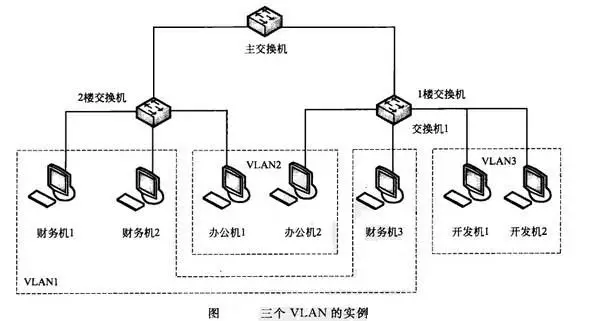 主交换机
2楼交换机
1楼交换机
交换机1
VLAN2
VLAN3
财务机1
财务机2
办公机1
办公机2
财务机3
开发机1
开发机2
VLAN1
图 三个 VLAN 的实例